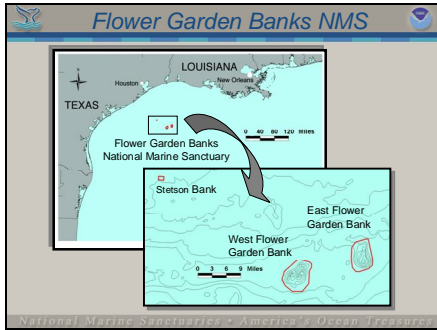 Flower Garden Banks NMS
LOUISIANA
Houston
New Orleans
TEXAS
0 40 80 120 Miles
Flower Garden Banks
National Marine Sanctuary
Stetson Bank
East Flower
Garden Bank
West Flower
Garden Bank
0 3 6 9 Miles
National Marine Sanctuaries • America's Ocean Treasures